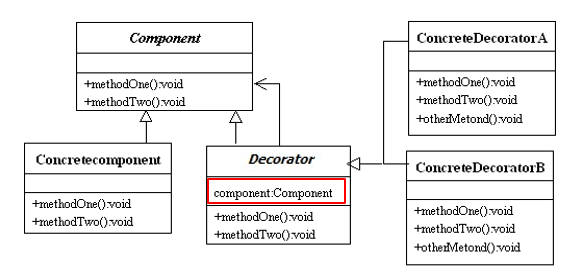 Component
+methodOne():void
+methodTwo():void
Concretecomponent
+methodOne():void
+methodTwo():void
Decorator
component:Component
+methodOne():void
+methodTwo():void
ConcreteDecoratorA
+methodOne():void
+methodTwo():void
+otherMetond():void
ConcreteDecoratorB
+methodOne():void
+methodTwo():void
+otherMetond():void